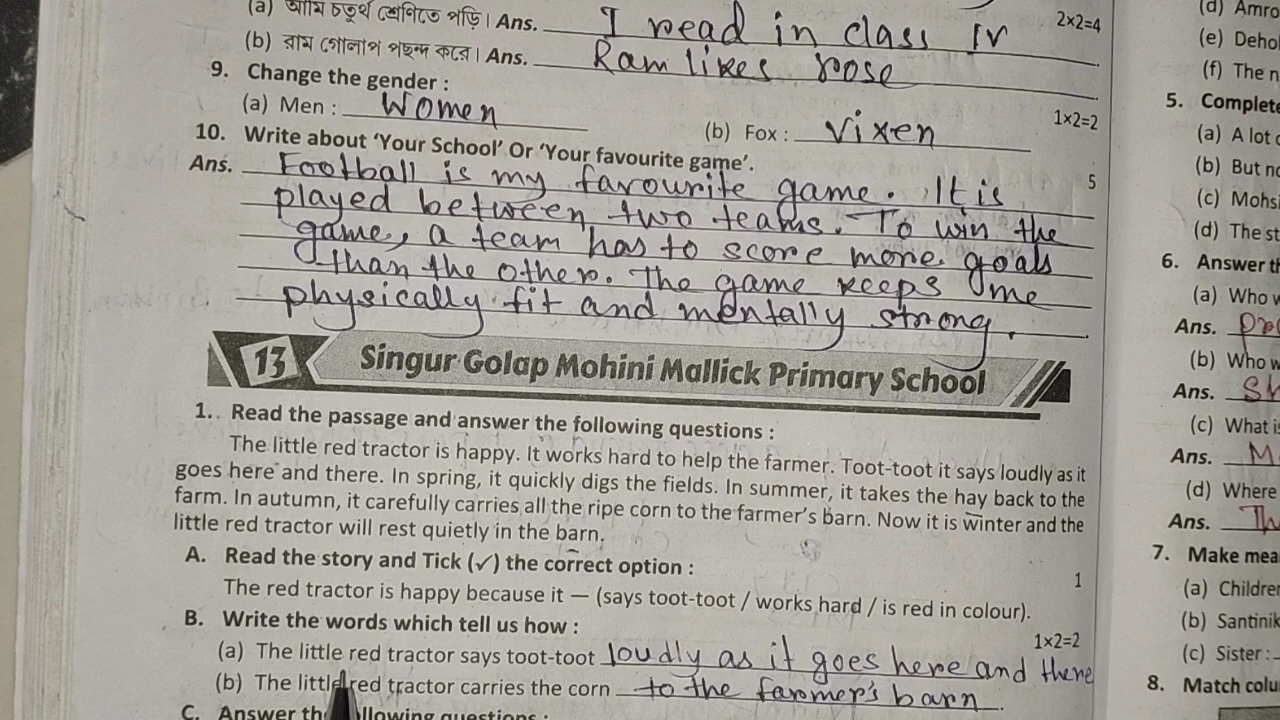 (a) আমি চতুর্থ শ্রেণিতে পড়ি। Ans. I read in class IV 2×2=4
(b) রাম গোলাপ পছন্দ করে। Ans. Ram likes rose
9. Change the gender :
(a) Men : Women (b) Fox : Vixen 1×2=2
10. Write about ‘Your School’ Or ‘Your favourite game’. 5
Ans. Football is my favourite game. It is
played between two teams. To win the
game, a team has to score more goals
than the other. The game keeps me
physically fit and mentally strong.
13 Singur Golap Mohini Mallick Primary School
1. Read the passage and answer the following questions :
The little red tractor is happy. It works hard to help the farmer. Toot-toot it says loudly as it
goes here and there. In spring, it quickly digs the fields. In summer, it takes the hay back to the
farm. In autumn, it carefully carries all the ripe corn to the farmer's barn. Now it is winter and the
little red tractor will rest quietly in the barn.
A. Read the story and Tick (✓) the correct option : 1
The red tractor is happy because it — (says toot-toot / works hard / is red in colour).
B. Write the words which tell us how : 1×2=2
(a) The little red tractor says toot-toot loudly as it goes here and there
(b) The little red tractor carries the corn to the farmer's barn.
C. Answer the following questions :
(d) Amro
(e) Deho
(f) The n
5. Complete
(a) A lot
(b) But no
(c) Mohsi
(d) The st
6. Answer th
(a) Who w
Ans.
(b) Who w
Ans.
(c) What is
Ans. M
(d) Where
Ans. Th
7. Make mea
(a) Children
(b) Santinik
(c) Sister :
8. Match colu